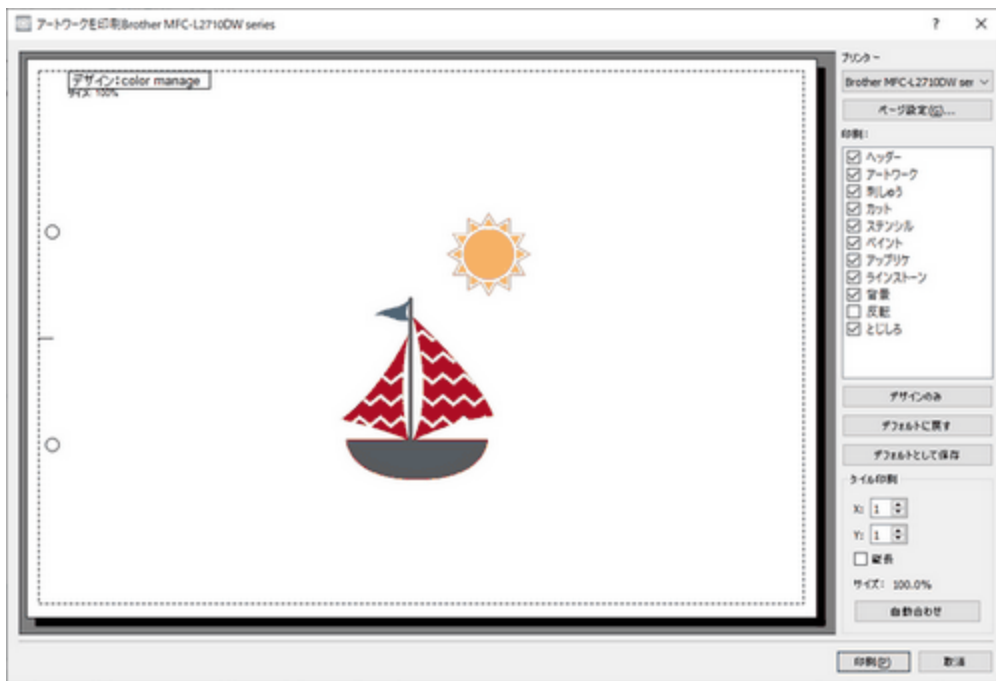 アートワークを印刷Brother MFC-L2710DW series
デザイン:color manage
サイズ: 100%
プリンター
Brother MFC-L2710DW ser
ページ設定(G)...
印刷:
ヘッダー
アートワーク
刺しゅう
カット
ステンシル
ペイント
アップリケ
ラインストーン
背景
反転
とじしろ
デザインのみ
デフォルトに戻す
デフォルトとして保存
タイル印刷
X: 1
Y: 1
縦長
サイズ: 100.0%
自動合わせ
印刷(P)
取消